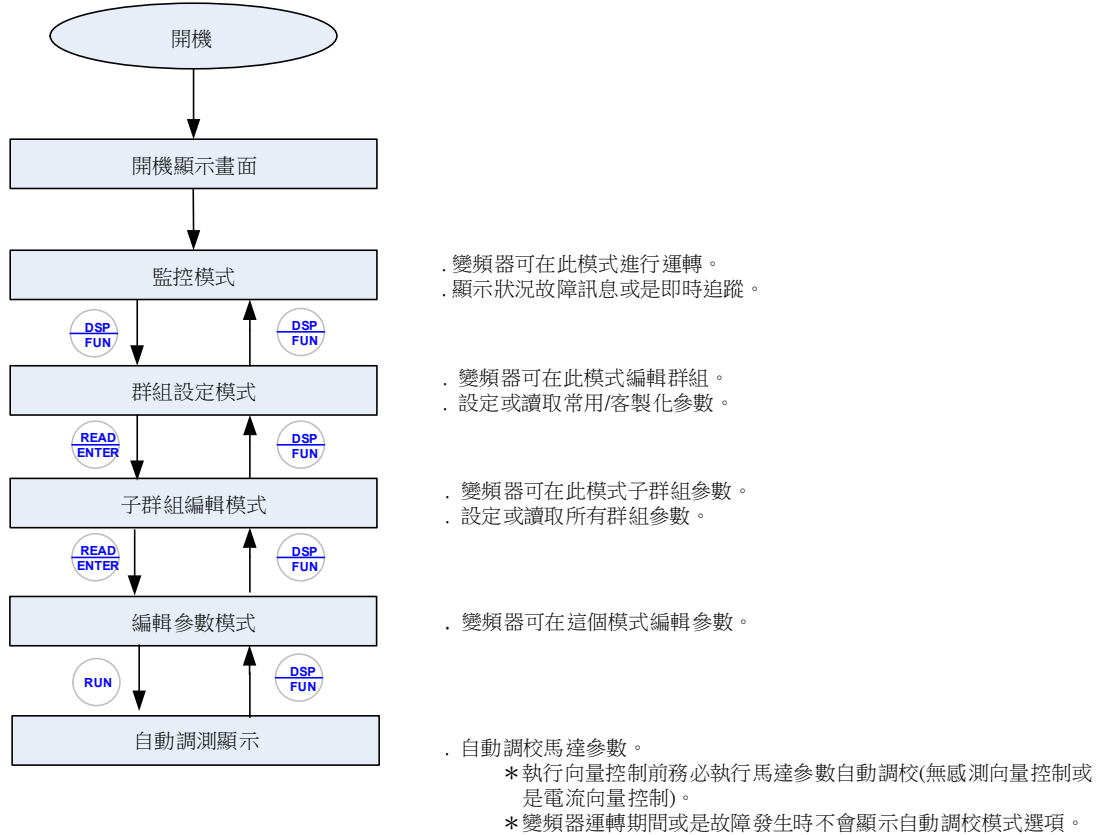 開機
開機顯示畫面
監控模式
. 變頻器可在此模式進行運轉。
. 顯示狀況故障訊息或是即時追蹤。
DSP
FUN
DSP
FUN
群組設定模式
. 變頻器可在此模式編輯群組。
. 設定或讀取常用/客製化參數。
READ
ENTER
DSP
FUN
子群組編輯模式
. 變頻器可在此模式子群組參數。
. 設定或讀取所有群組參數。
READ
ENTER
DSP
FUN
編輯參數模式
. 變頻器可在這個模式編輯參數。
RUN
DSP
FUN
自動調測顯示
. 自動調校馬達參數。
＊執行向量控制前務必執行馬達參數自動調校(無感測向量控制或
是電流向量控制)。
＊變頻器運轉期間或是故障發生時不會顯示自動調校模式選項。